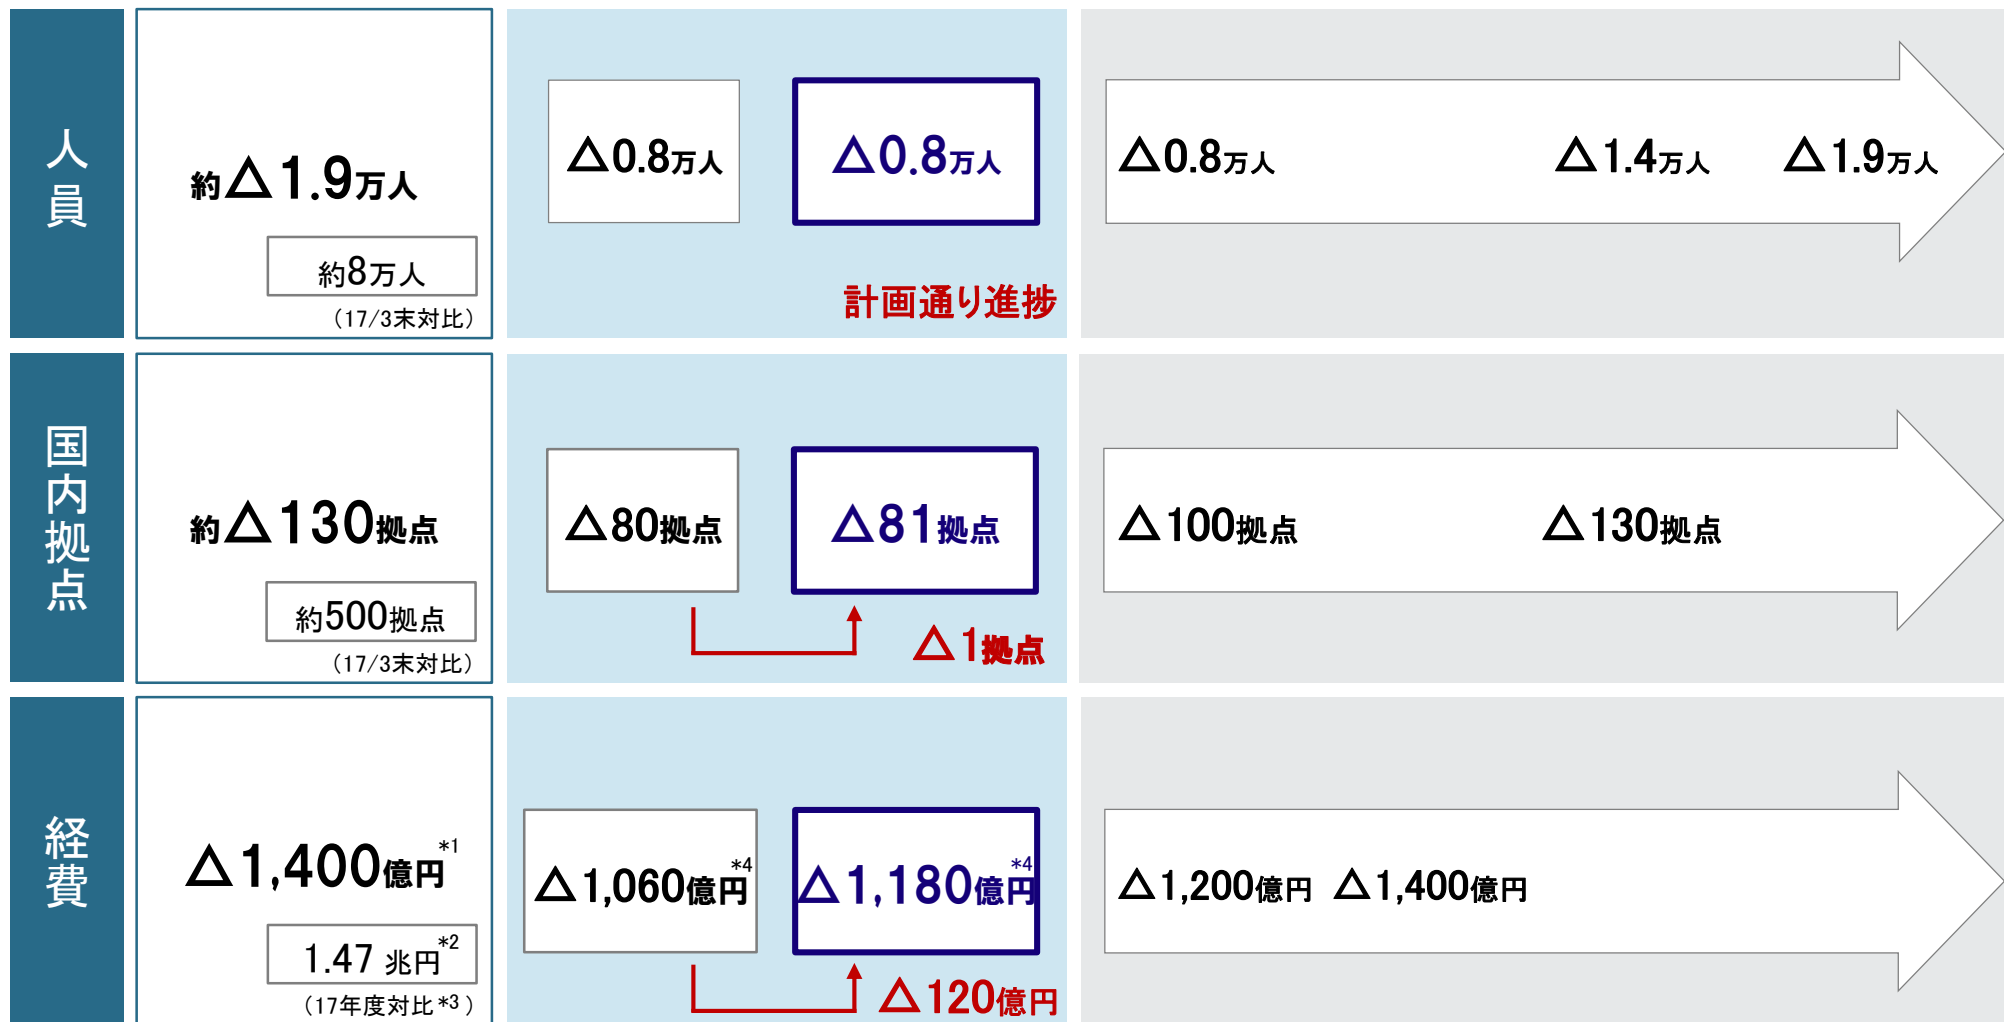 人員
約△1.9万人
約8万人
（17/3末対比）
△0.8万人
△0.8万人
計画通り進捗
△0.8万人
△1.4万人
△1.9万人
国内拠点
約△130拠点
約500拠点
（17/3末対比）
△80拠点
△81拠点
△1拠点
△100拠点
△130拠点
経費
△1,400億円*1
1.47 兆円*2
（17年度対比*3）
△1,060億円*4
△1,180億円*4
△120億円
△1,200億円
△1,400億円